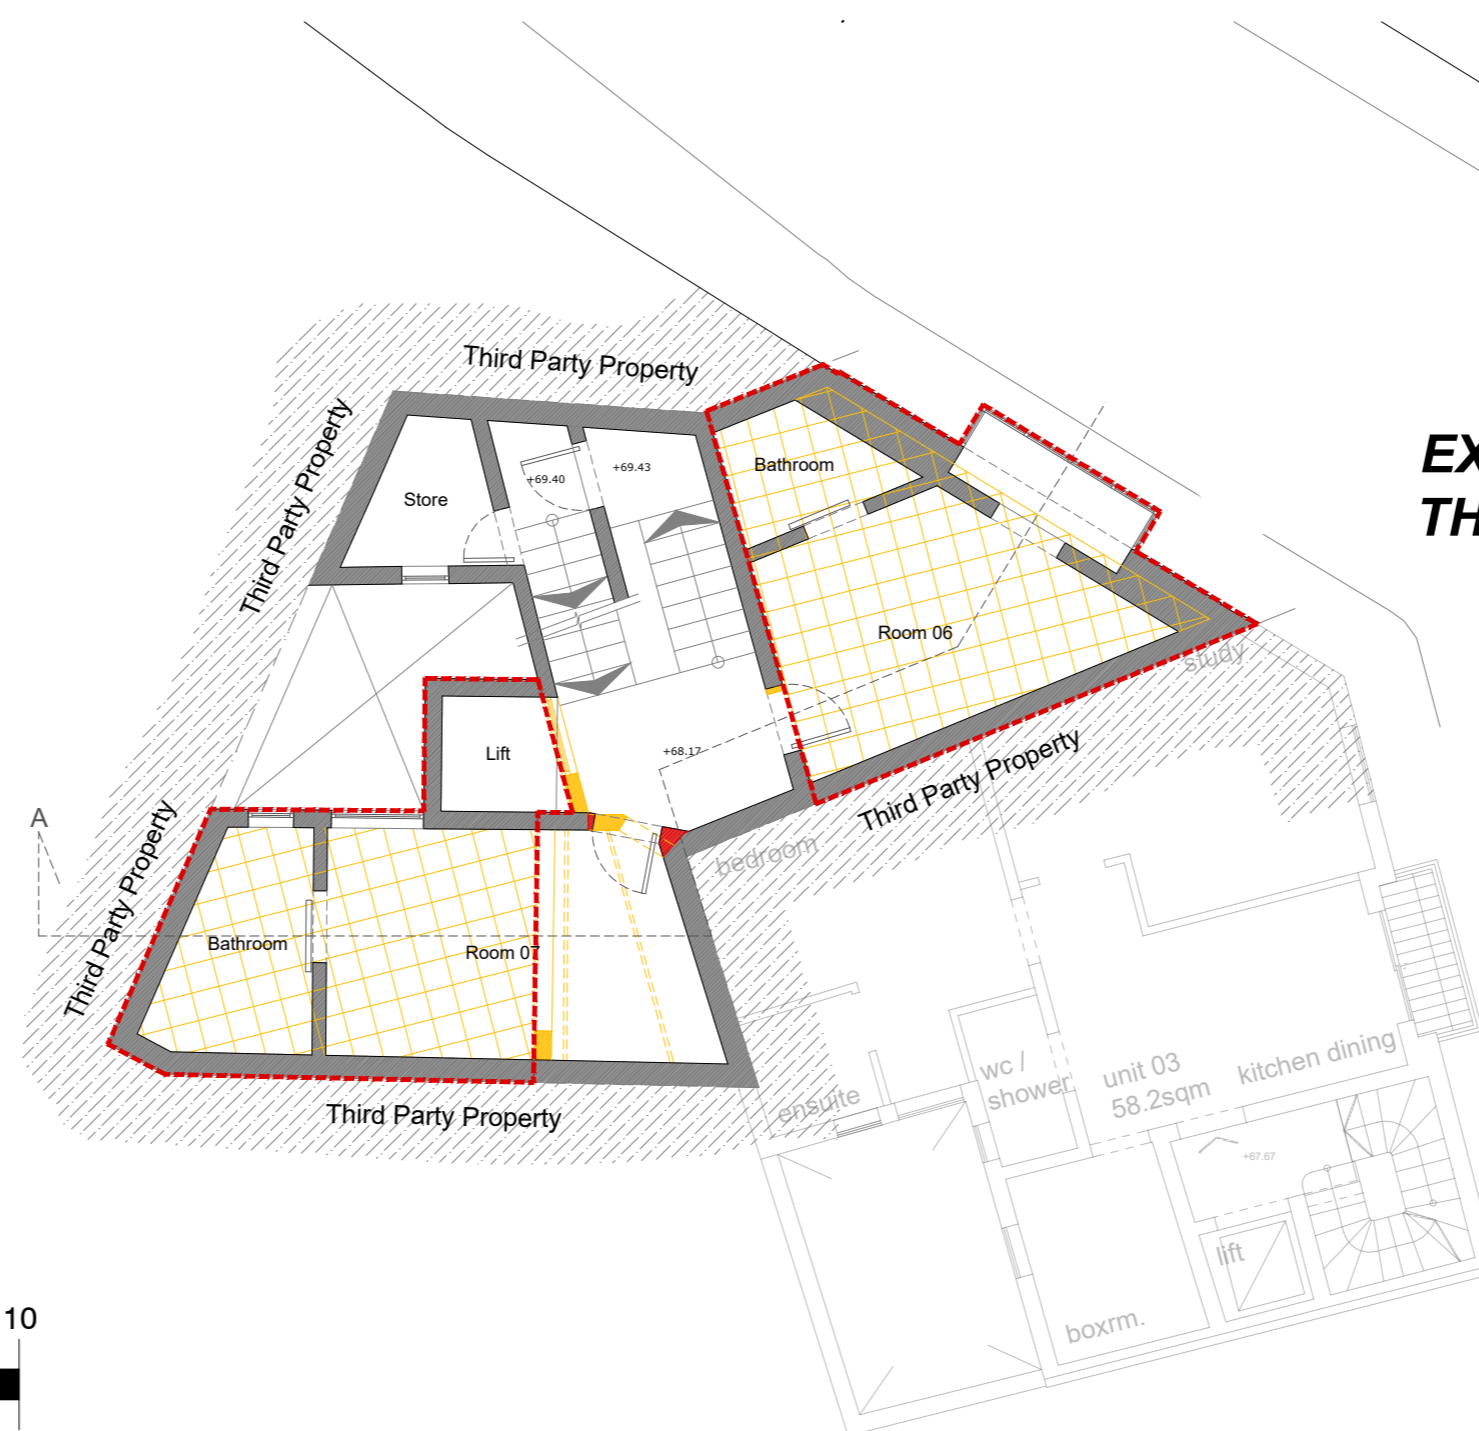 Third Party Property
Third Party Property
EX
TH
Bathroom
+69.43
+69.40
Store
Room 06
study
+68.17
Lift
Third Party Property
A
Third Party Property
bedroom
Bathroom
Room 07
wc /
shower
unit 03
58.2sqm
kitchen dining
ensuite
Third Party Property
+67.67
lift
boxrm.
10